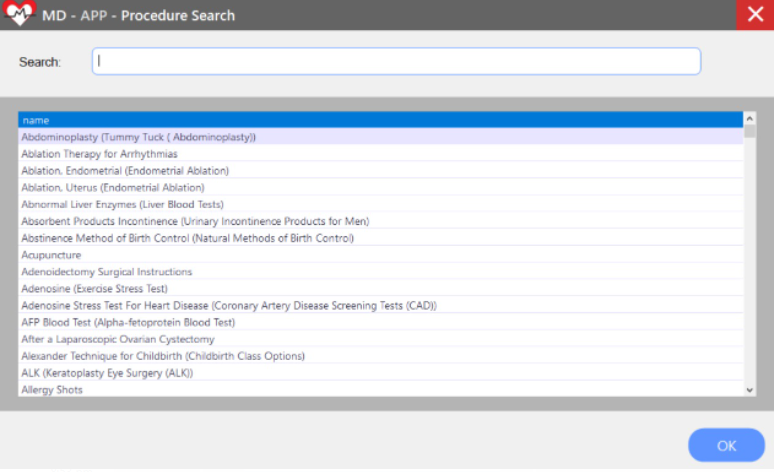 MD - APP - Procedure Search
Search:
name
Abdominoplasty (Tummy Tuck ( Abdominoplasty))
Ablation Therapy for Arrhythmias
Ablation, Endometrial (Endometrial Ablation)
Ablation, Uterus (Endometrial Ablation)
Abnormal Liver Enzymes (Liver Blood Tests)
Absorbent Products Incontinence (Urinary Incontinence Products for Men)
Abstinence Method of Birth Control (Natural Methods of Birth Control)
Acupuncture
Adenoidectomy Surgical Instructions
Adenosine (Exercise Stress Test)
Adenosine Stress Test For Heart Disease (Coronary Artery Disease Screening Tests (CAD))
AFP Blood Test (Alpha-fetoprotein Blood Test)
After a Laparoscopic Ovarian Cystectomy
Alexander Technique for Childbirth (Childbirth Class Options)
ALK (Keratoplasty Eye Surgery (ALK))
Allergy Shots
OK